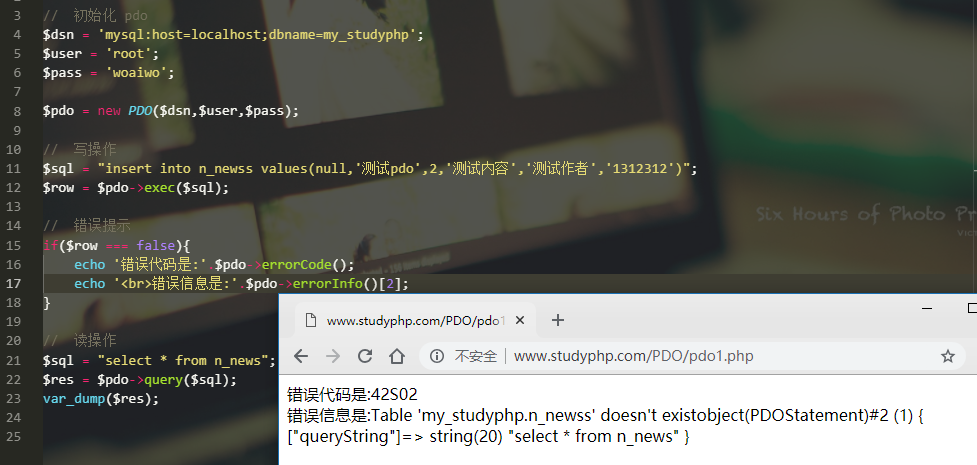 3 // 初始化 pdo
4 $dsn = 'mysql:host=localhost;dbname=my_studyphp';
5 $user = 'root';
6 $pass = 'woaiwo';
7
8 $pdo = new PDO($dsn,$user,$pass);
9
10 // 写操作
11 $sql = "insert into n_newss values(null,'测试pdo',2,'测试内容','测试作者','1312312')";
12 $row = $pdo->exec($sql);
13
14 // 错误提示
15 if($row === false){
16 echo '错误代码是:'.$pdo->errorCode();
17 echo '<br>错误信息是:'.$pdo->errorInfo()[2];
18 }
19
20 // 读操作
21 $sql = "select * from n_news";
22 $res = $pdo->query($sql);
23 var_dump($res);
24
25
Six Hours of Photo Pr
www.studyphp.com/PDO/pdo1
不安全 | www.studyphp.com/PDO/pdo1.php
错误代码是:42S02
错误信息是:Table 'my_studyphp.n_newss' doesn't existobject(PDOStatement)#2 (1) {
["queryString"]=> string(20) "select * from n_news" }